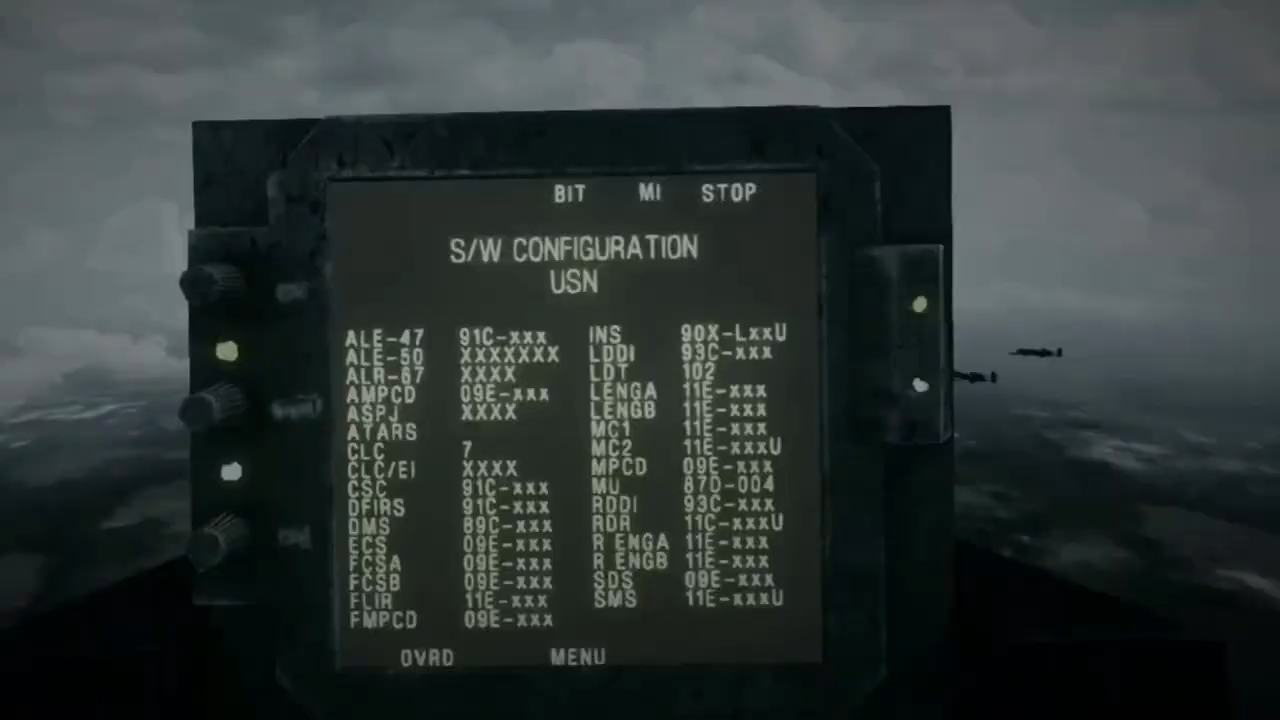 BIT MI STOP
S/W CONFIGURATION
USN
ALE-47 91C-xxx INS 90X-LxxU
ALE-50 XXXXXXX LDDI 93C-xxx
ALR-67 XXXX LDT 102
AMPCD 09E-xxx LENGA 11E-xxx
ASPJ XXXX LENGB 11E-xxx
ATARS MC1 11E-xxx
CLC 7 MC2 11E-xxxU
CLC/EI XXXX MPCD 09E-xxx
CSC 91C-xxx MU 87D-004
DFIRS 91C-xxx RDDI 93C-xxx
DMS 89C-xxx RDR 11C-xxxU
ECS 09E-xxx R ENGA 11E-xxx
FCSA 09E-xxx R ENGB 11E-xxx
FCSB 09E-xxx SDS 09E-xxx
FLIR 11E-xxx SMS 11E-xxxU
FMPCD 09E-xxx
OVRD MENU